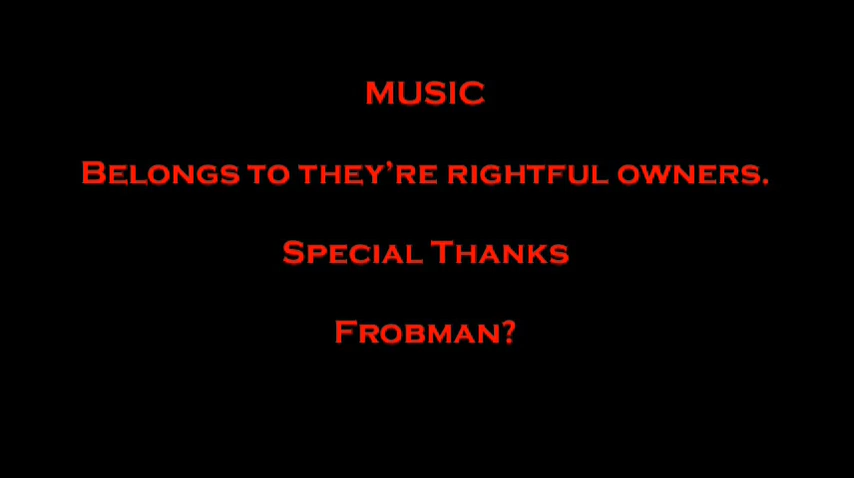 MUSIC
Belongs to they’re rightful owners.
Special Thanks
Frobman?